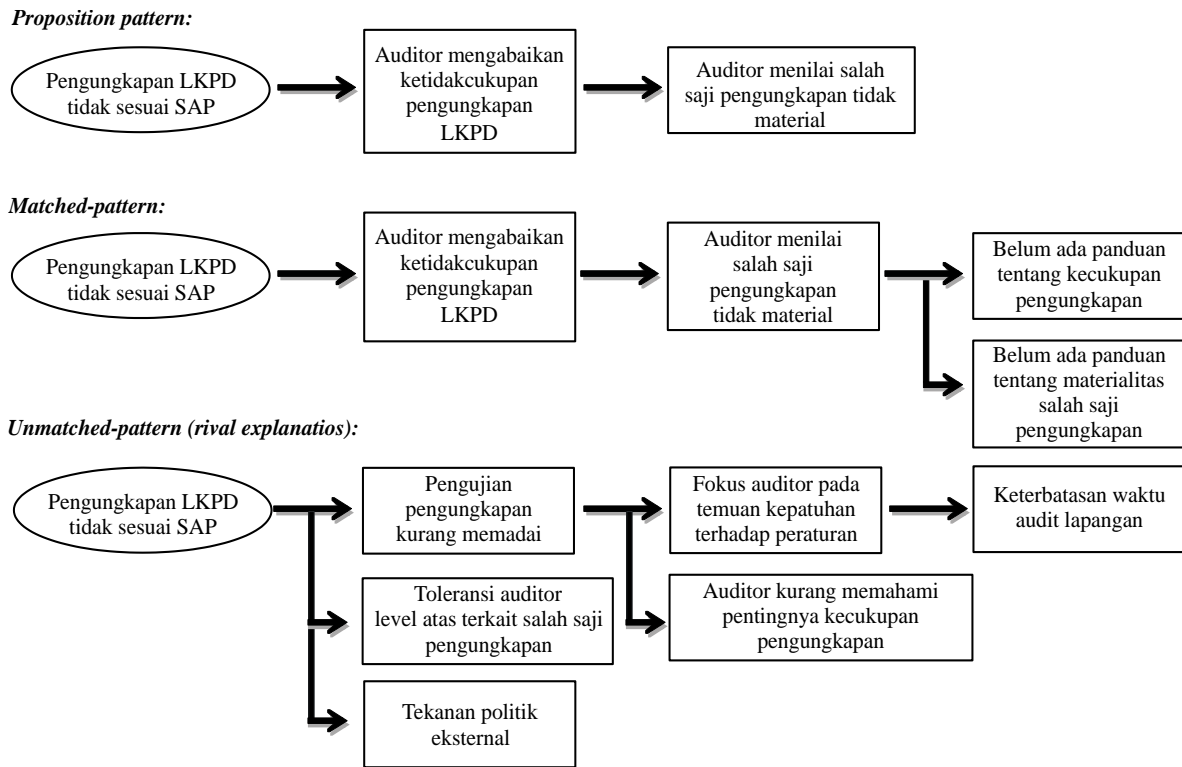 Proposition pattern:
Pengungkapan LKPD
tidak sesuai SAP
Auditor mengabaikan
ketidakcukupan
pengungkapan
LKPD
Auditor menilai salah
saji pengungkapan tidak
material
Matched-pattern:
Pengungkapan LKPD
tidak sesuai SAP
Auditor mengabaikan
ketidakcukupan
pengungkapan
LKPD
Auditor menilai
salah saji
pengungkapan
tidak material
Belum ada panduan
tentang kecukupan
pengungkapan
Belum ada panduan
tentang materialitas
salah saji
pengungkapan
Unmatched-pattern (rival explanatios):
Pengungkapan LKPD
tidak sesuai SAP
Pengujian
pengungkapan
kurang memadai
Fokus auditor pada
temuan kepatuhan
terhadap peraturan
Keterbatasan waktu
audit lapangan
Toleransi auditor
level atas terkait salah saji
pengungkapan
Auditor kurang memahami
pentingnya kecukupan
pengungkapan
Tekanan politik
eksternal